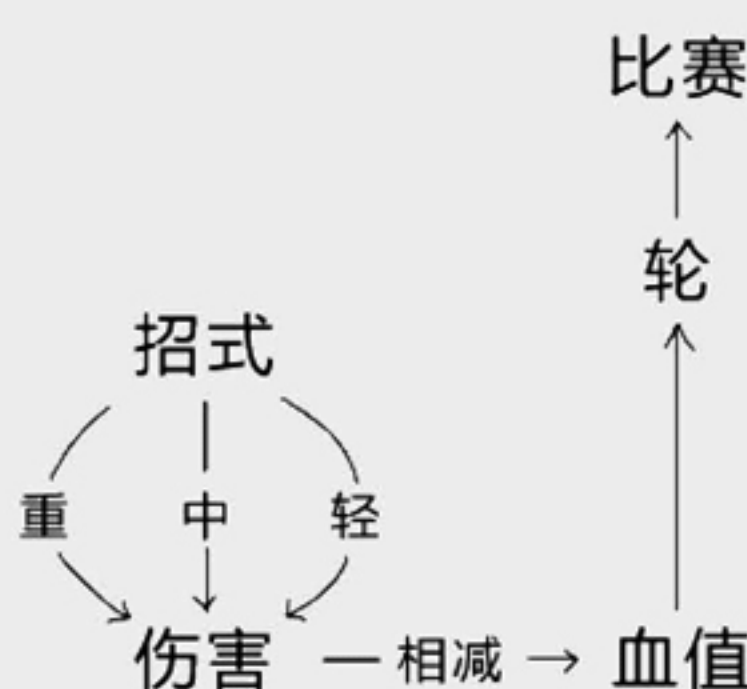 比赛
轮
招式
重 中 轻
伤害 相减 血值